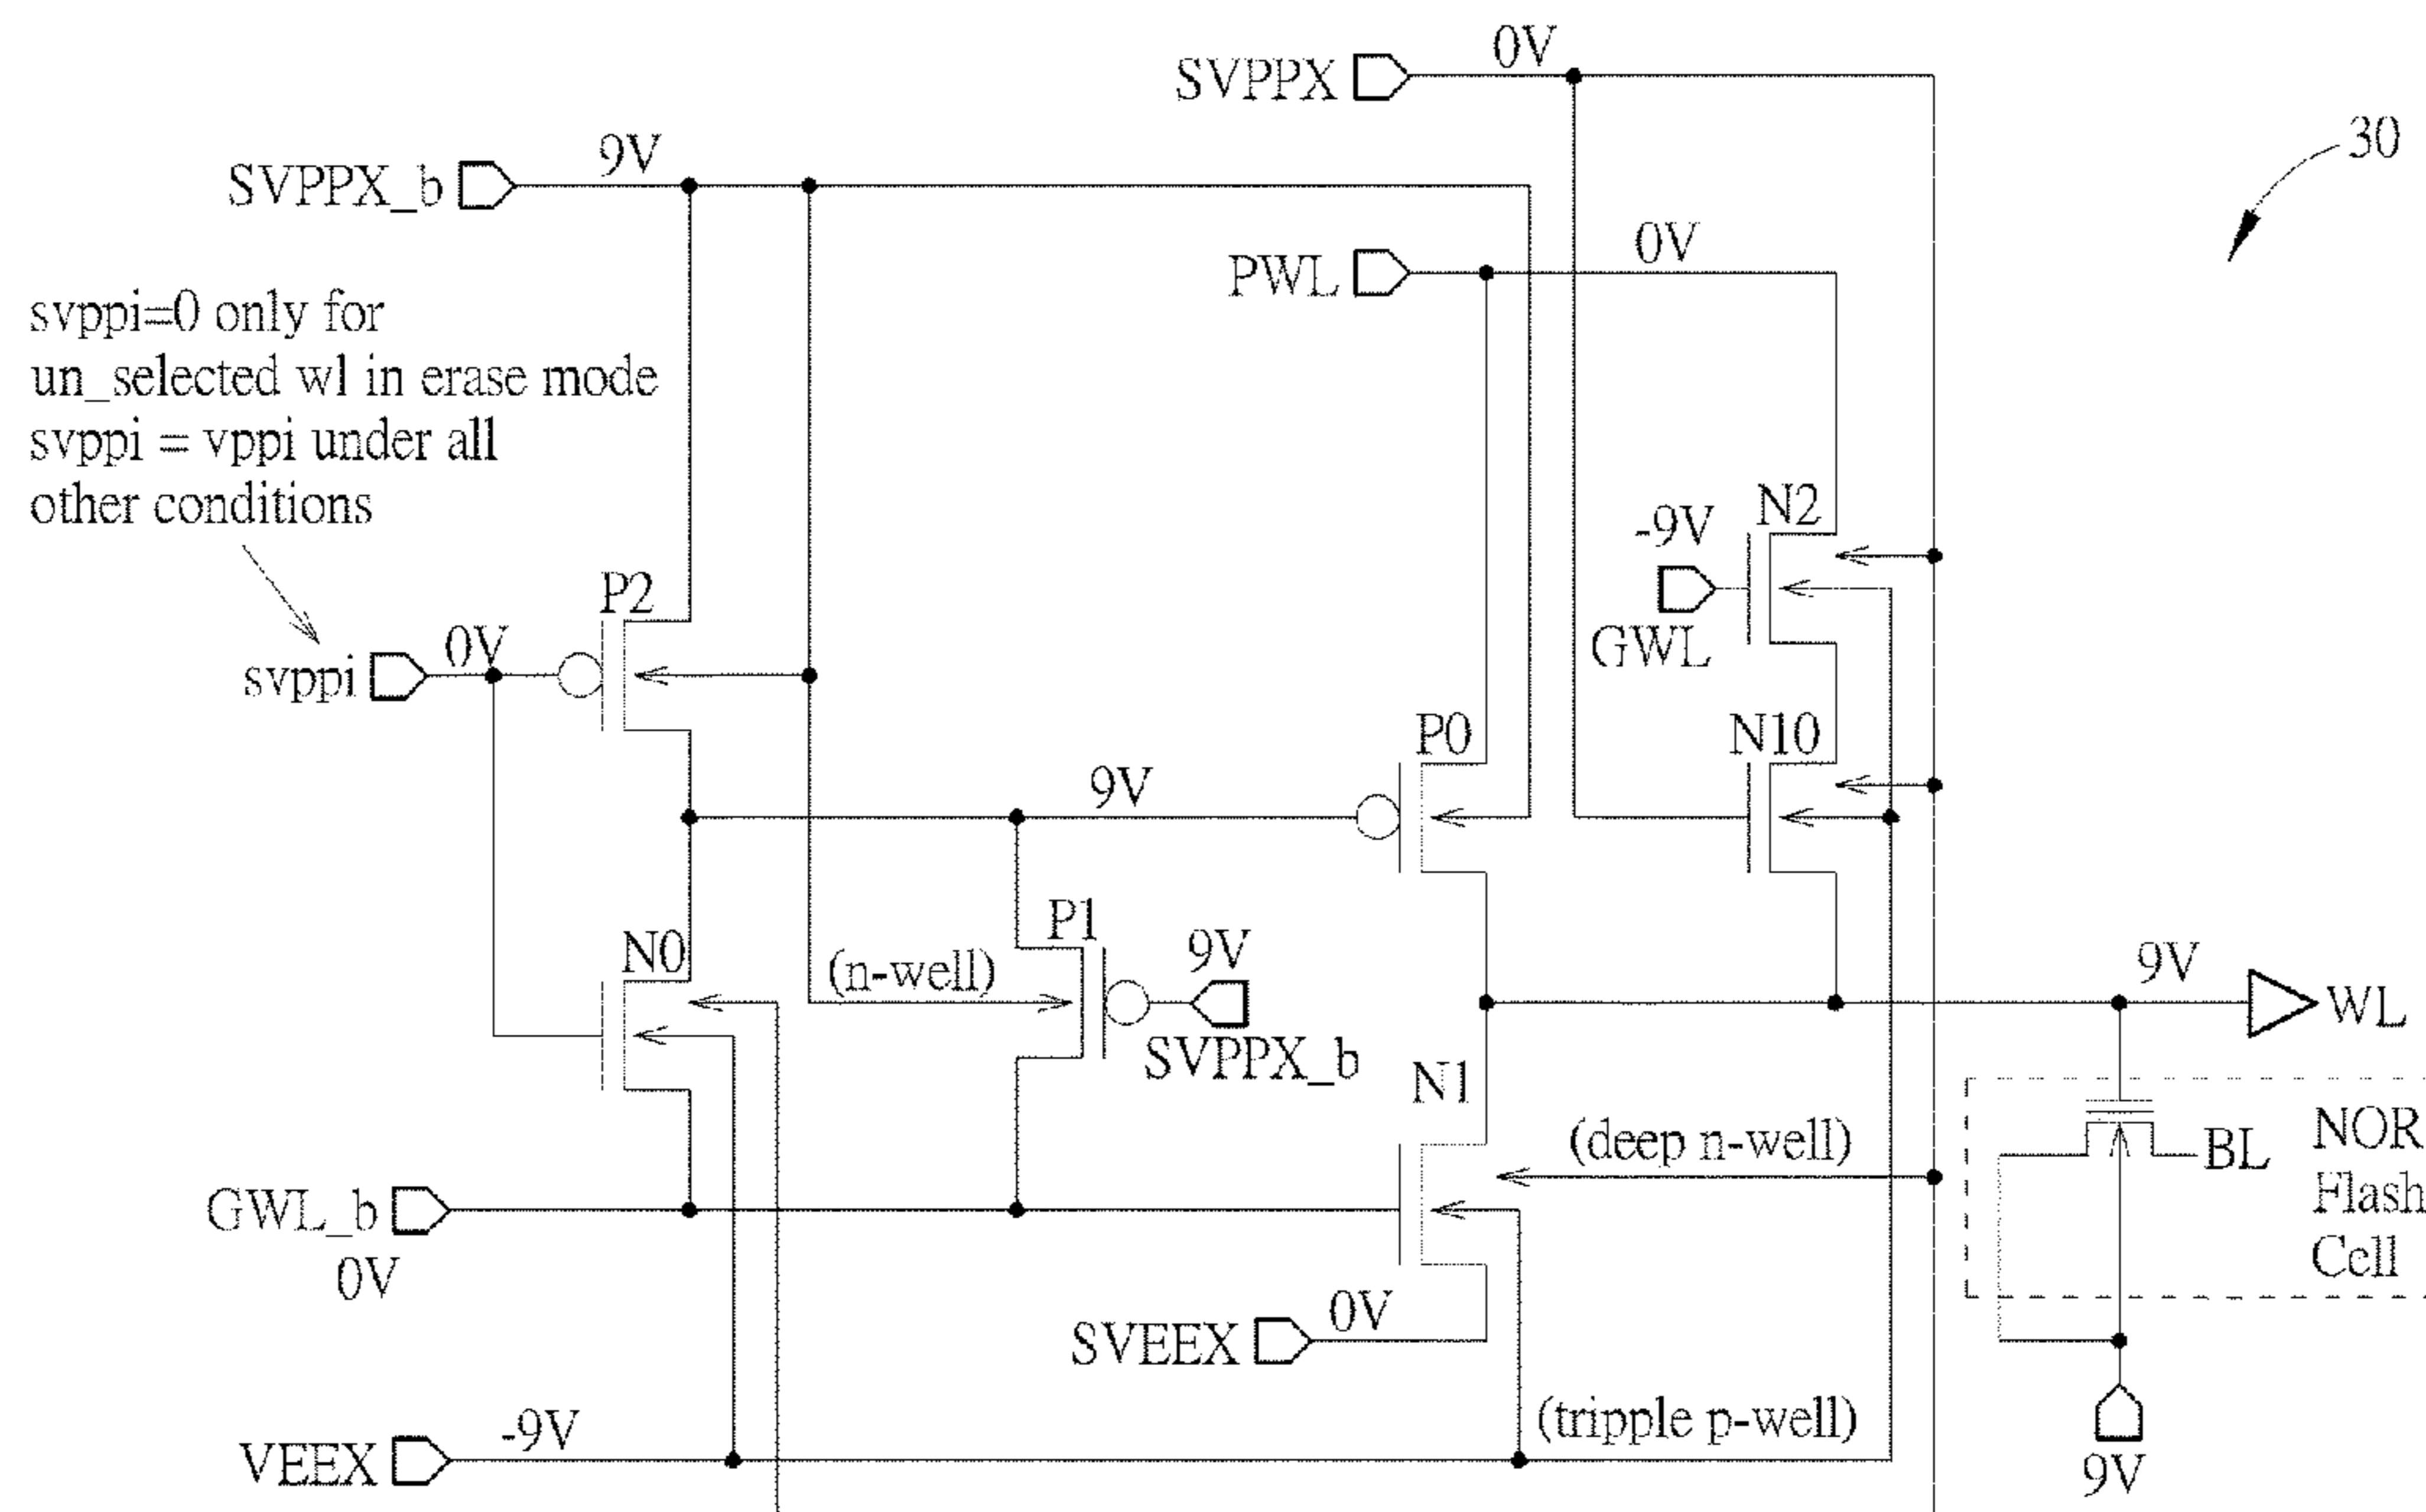 0V
SVPPX
30
9V
SVPPX_b
0V
PWL
svppi=0 only for
un_selected wl in erase mode
svppi = vppi under all
other conditions
-9V
N2
GWL
P2
0V
svppi
P0
N10
9V
P1
N0
(n-well)
9V
SVPPX_b
9V
WL
N1
NOR
Flash
Cell
BL
(deep n-well)
GWL_b
0V
0V
SVEEX
(tripple p-well)
-9V
VEEX
9V